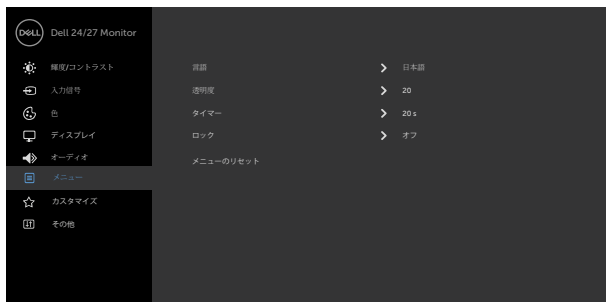 DELL Dell 24/27 Monitor
輝度/コントラスト
入力信号
色
ディスプレイ
オーディオ
メニュー
カスタマイズ
その他
言語 日本語
透明度 20
タイマー 20 s
ロック オフ
メニューのリセット